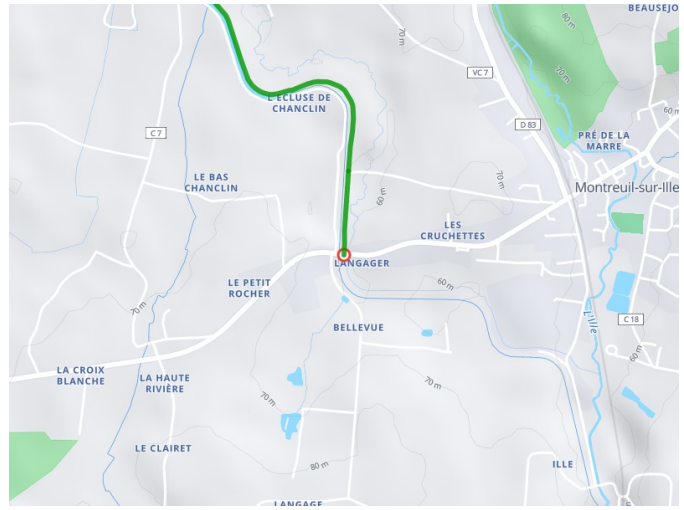 BEAUSEJO
70 m
80 m
70 m
VC 7
60 m
L'ÉCLUSE DE
CHANCLIN
D 83
C 7
PRÉ DE LA
MARRE
LE BAS
CHANCLIN
60 m
70 m
Montreuil-sur-Ille
LES
CRUCHETTES
LANGAGER
LE PETIT
ROCHER
60 m
70 m
L'Ille
C 18
BELLEVUE
60 m
LA CROIX
BLANCHE
LA HAUTE
RIVIÈRE
70 m
70 m
LE CLAIRET
80 m
ILLE
LANGAGE